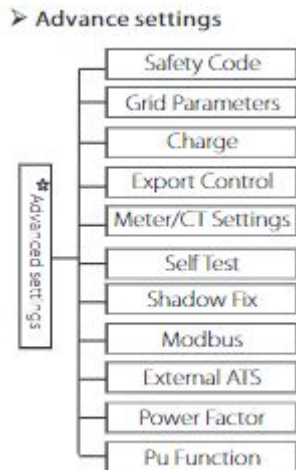 ➢ Advance settings
Safety Code
Grid Parameters
Charge
Export Control
Meter/CT Settings
☆ Advanced settings
Self Test
Shadow Fix
Modbus
External ATS
Power Factor
Pu Function